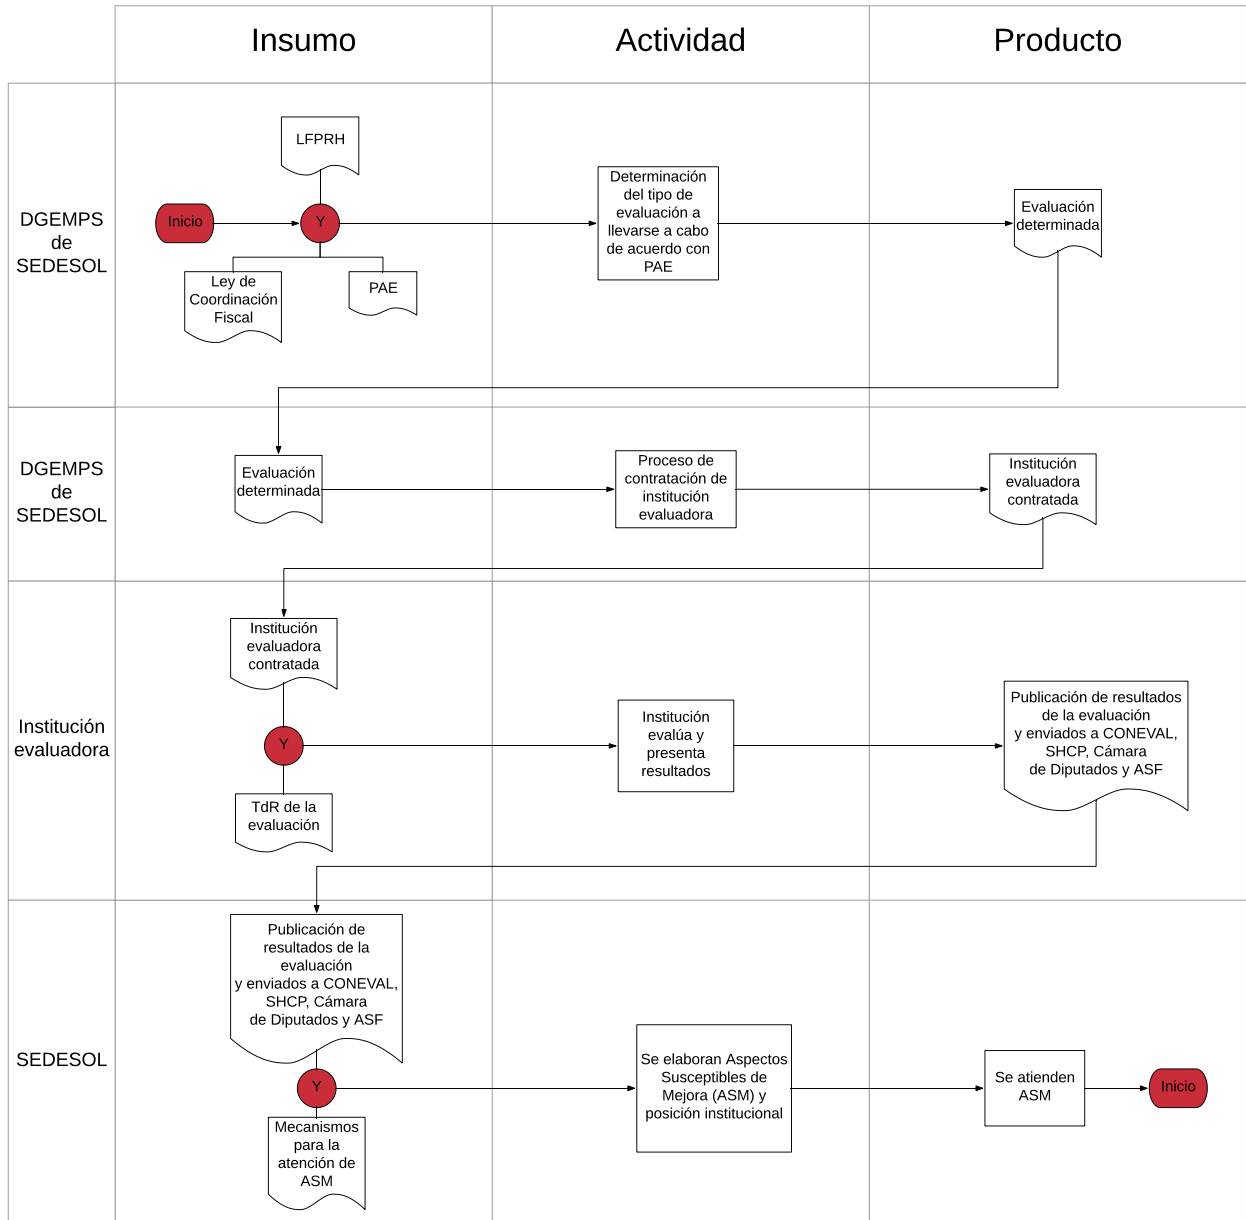 Insumo
Actividad
Producto
DGEMPS
de
SEDESOL
LFPRH
Inicio
Y
Ley de
Coordinación
Fiscal
PAE
Determinación
del tipo de
evaluación a
llevarse a cabo
de acuerdo con
PAE
Evaluación
determinada
DGEMPS
de
SEDESOL
Evaluación
determinada
Proceso de
contratación de
institución
evaluadora
Institución
evaluadora
contratada
Institución
evaluadora
Institución
evaluadora
contratada
Y
TdR de la
evaluación
Institución
evalúa y
presenta
resultados
Publicación de resultados
de la evaluación
y enviados a CONEVAL,
SHCP, Cámara
de Diputados y ASF
SEDESOL
Publicación de
resultados de la
evaluación
y enviados a CONEVAL,
SHCP, Cámara
de Diputados y ASF
Y
Mecanismos
para la
atención de
ASM
Se elaboran Aspectos
Susceptibles de
Mejora (ASM) y
posición institucional
Se atienden
ASM
Inicio